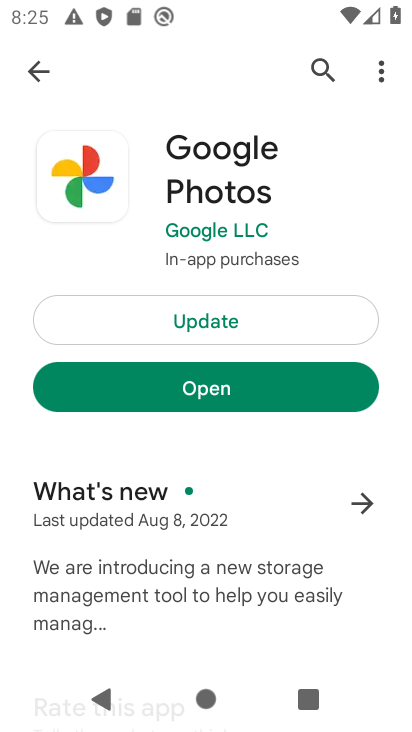 8:25
Google
Photos
Google LLC
In-app purchases
Update
Open
What's new
Last updated Aug 8, 2022
We are introducing a new storage
management tool to help you easily
manag...
Rate this app